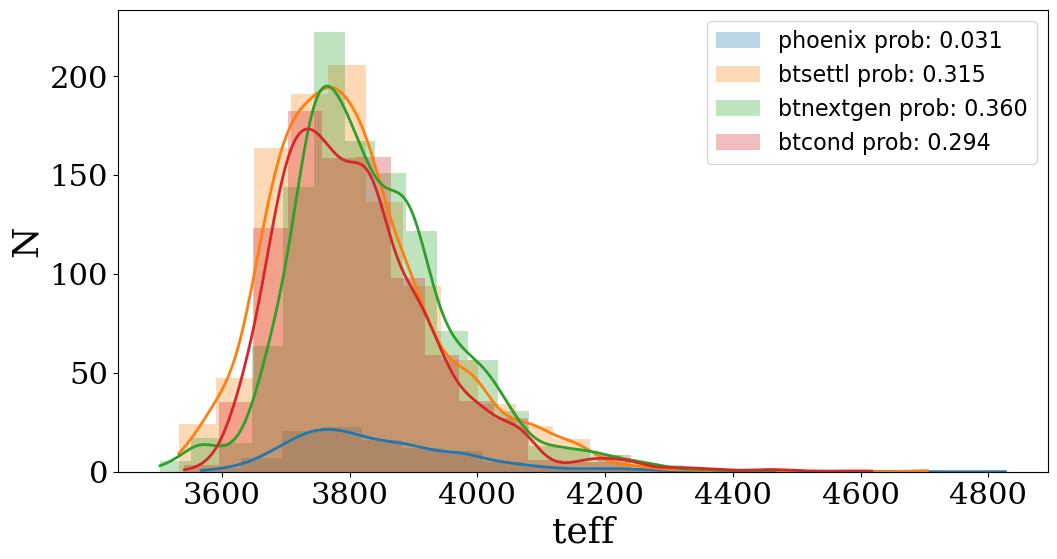 phoenix prob: 0.031
btsettl prob: 0.315
btnextgen prob: 0.360
btcond prob: 0.294
200
150
100
50
0
N
3600 3800 4000 4200 4400 4600 4800
teff